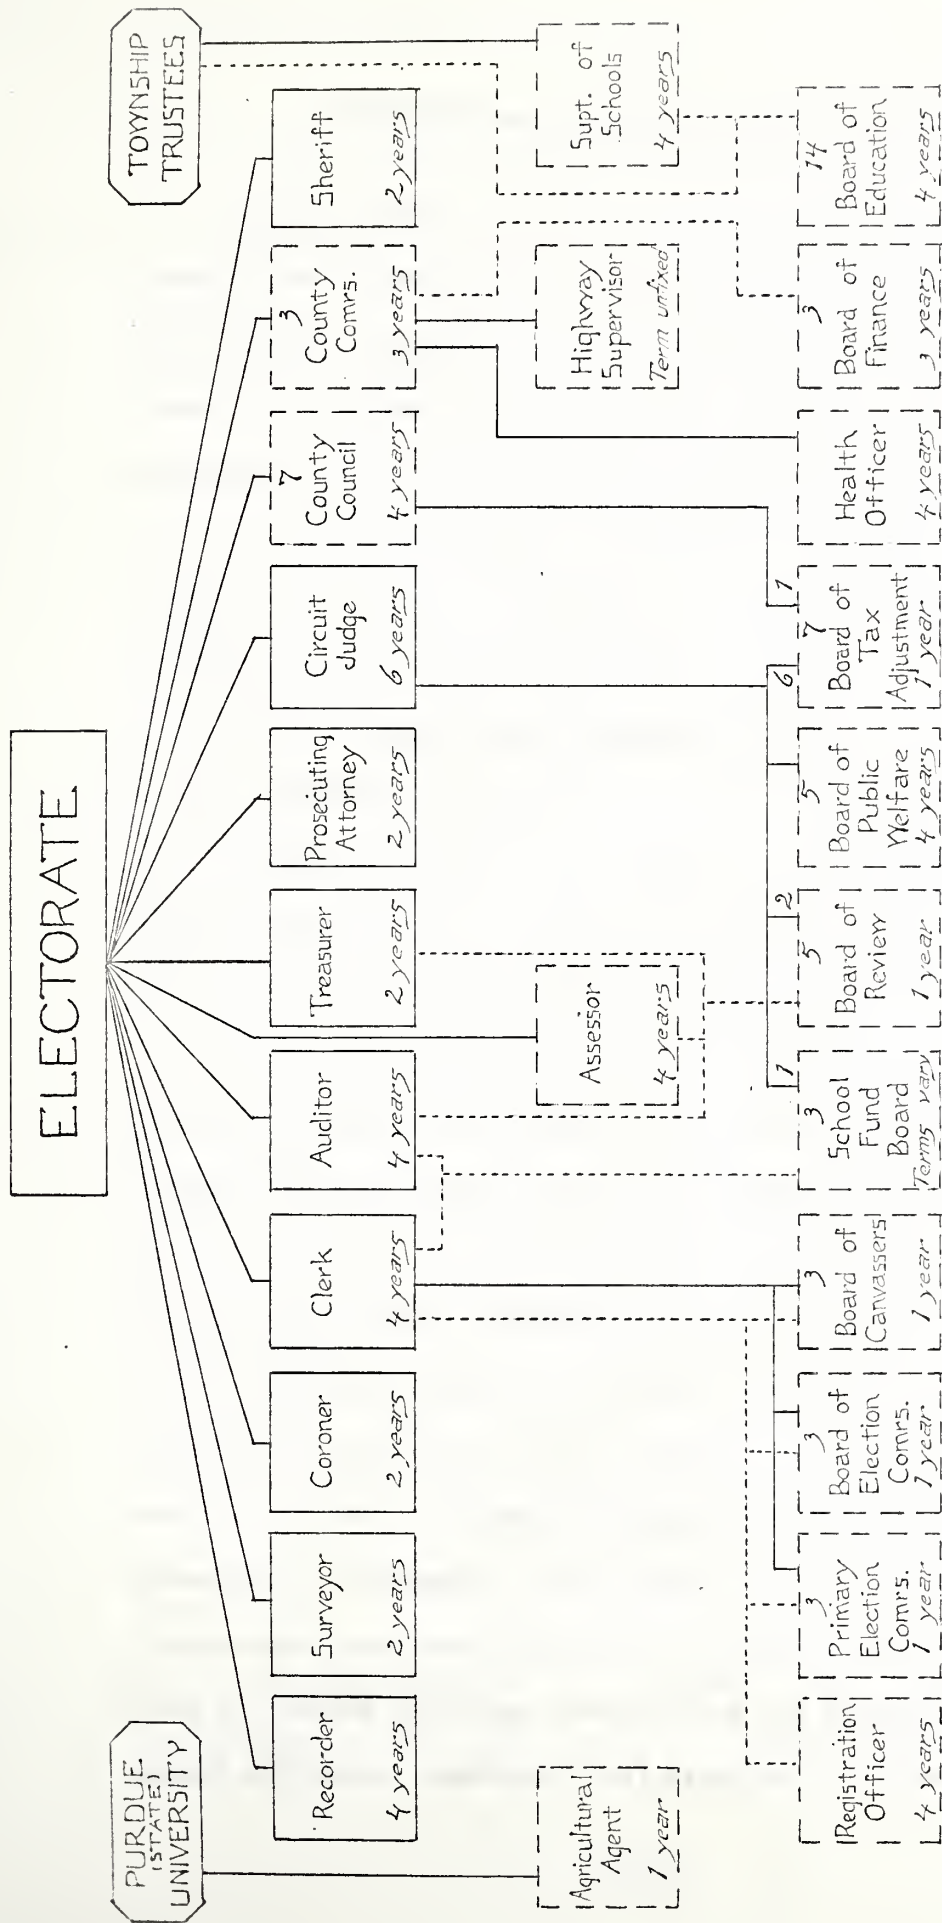 ELECTORATE
PURDUE
(STATE)
UNIVERSITY
TOWNSHIP
TRUSTEES
Recorder
4 years
Surveyor
2 years
Coroner
2 years
Clerk
4 years
Auditor
4 years
Treasurer
2 years
Prosecuting
Attorney
2 years
Circuit
Judge
6 years
7
County
Council
4 years
3
County
Comrs.
3 years
Sheriff
2 years
Agricultural
Agent
1 year
Assessor
4 years
Highway
Supervisor
Term unfixed
Supt. of
Schools
4 years
Registration
Officer
4 years
3
Primary
Election
Comrs.
1 year
3
Board of
Election
Comrs.
1 year
3
Board of
Canvassers
1 year
1
3
School
Fund
Board
Terms vary
2
5
Board of
Review
1 year
5
Board of
Public
Welfare
4 years
6 1
7
Board of
Tax
Adjustment
1 year
Health
Officer
4 years
3
Board of
Finance
3 years
14
Board of
Education
4 years